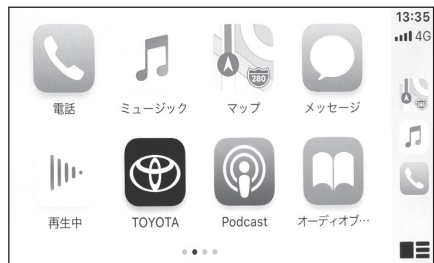 13:35
4G
電話
ミュージック
マップ
メッセージ
280
再生中
TOYOTA
Podcast
オーディオブ…